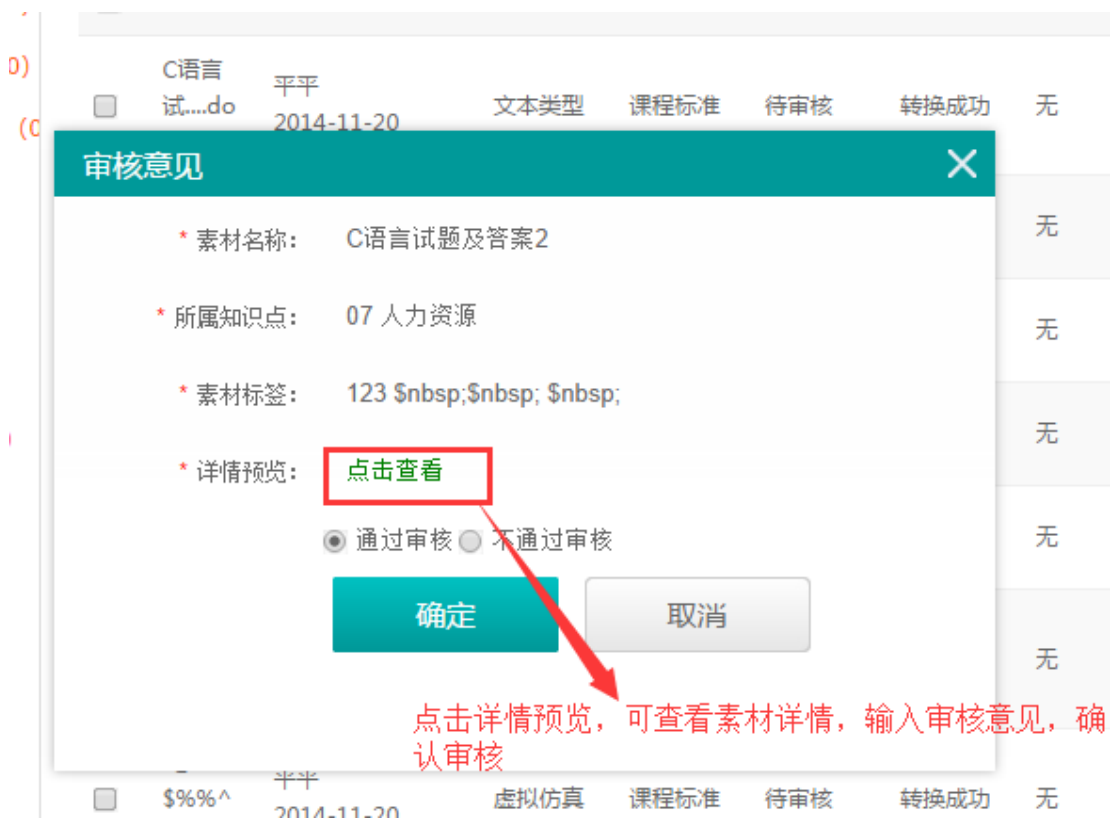 0)
(0
C语言
试....do
平平
2014-11-20
文本类型
课程标准
待审核
转换成功
无
审核意见
* 素材名称： C语言试题及答案2
无
* 所属知识点： 07 人力资源
无
* 素材标签： 123 $nbsp;$nbsp; $nbsp;
无
* 详情预览： 点击查看
通过审核 不通过审核
无
确定 取消
无
点击详情预览，可查看素材详情，输入审核意见，确
认审核
$%%^
平平
2014-11-20
虚拟仿真
课程标准
待审核
转换成功
无